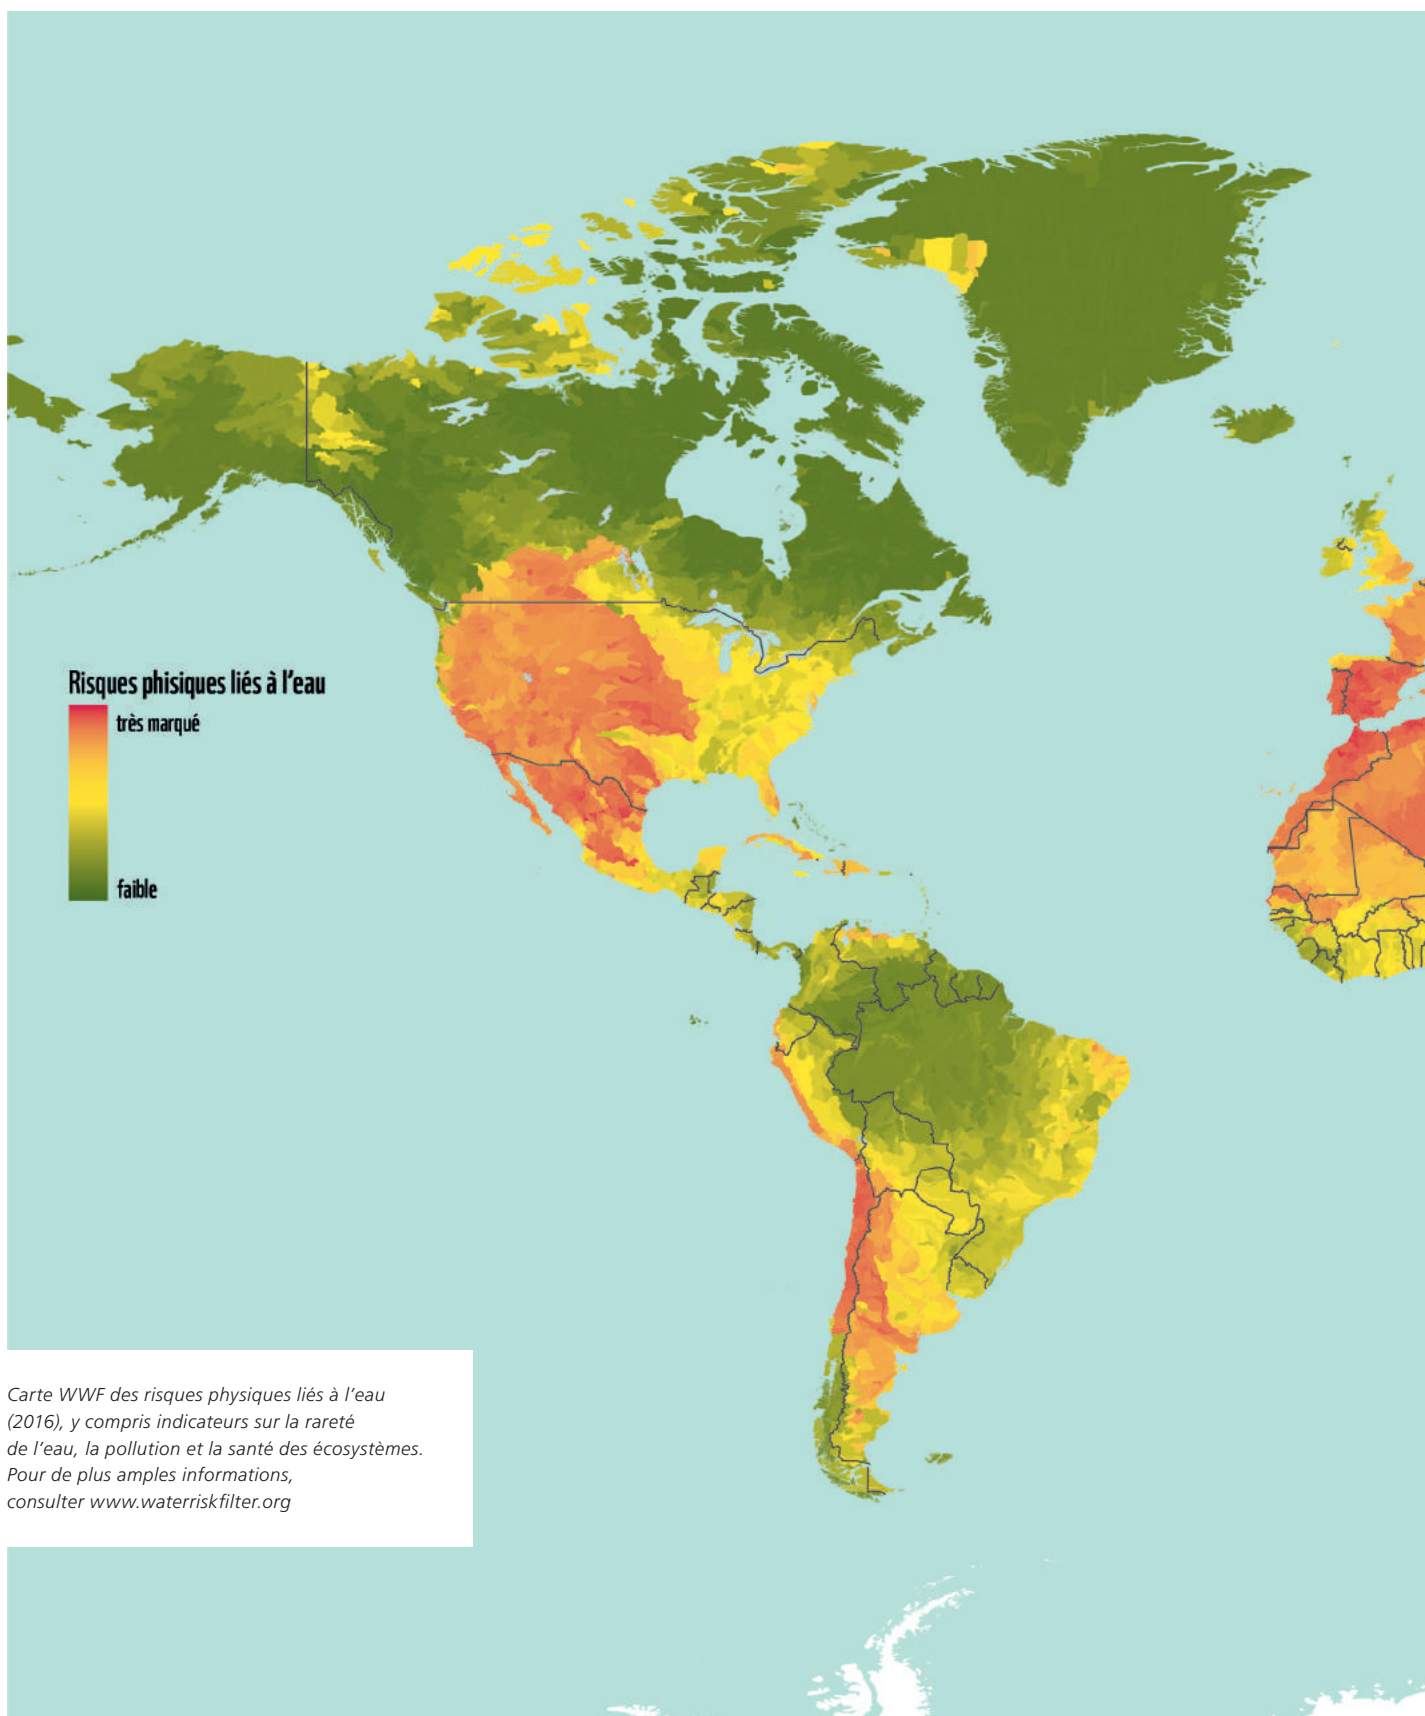 Risques phisiques liés à l'eau
très marqué
faible
Carte WWF des risques physiques liés à l'eau
(2016), y compris indicateurs sur la rareté
de l'eau, la pollution et la santé des écosystèmes.
Pour de plus amples informations,
consulter www.waterriskfilter.org